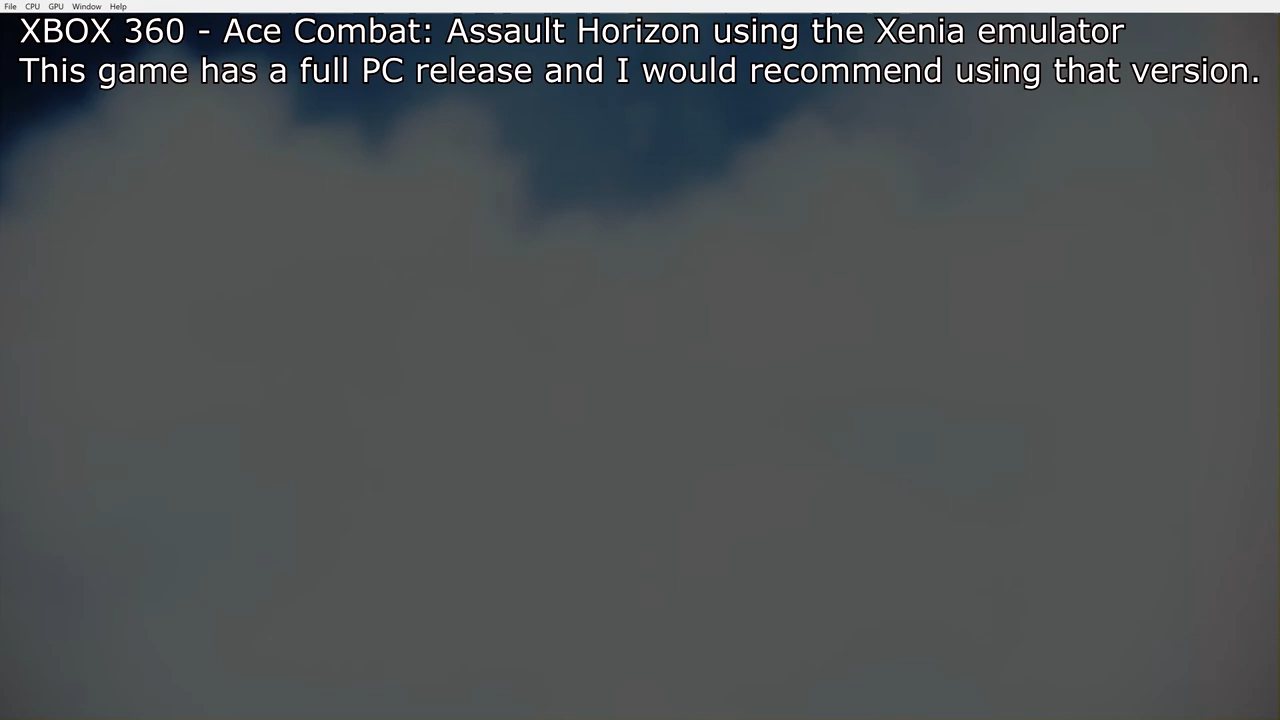 File CPU GPU Window Help
XBOX 360 - Ace Combat: Assault Horizon using the Xenia emulator
This game has a full PC release and I would recommend using that version.